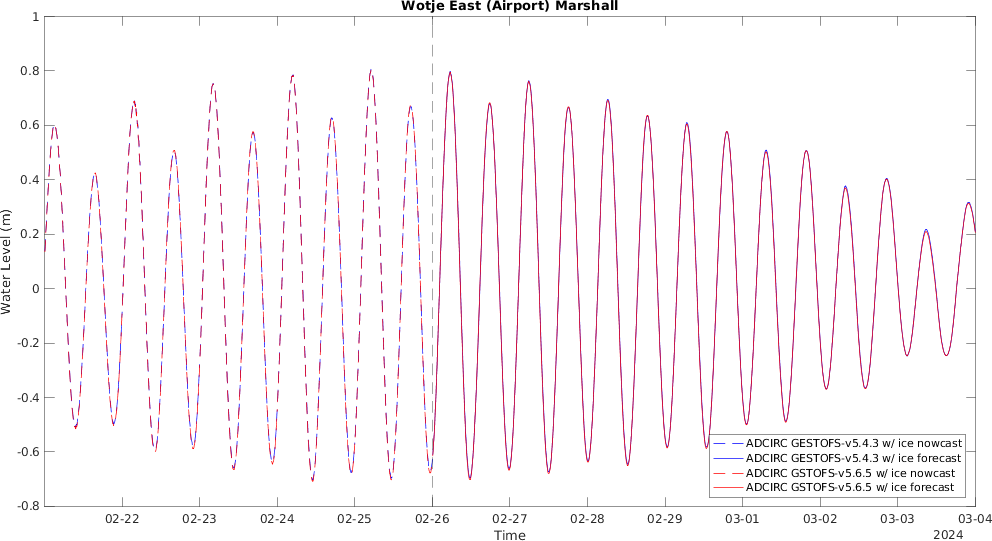 Wotje East (Airport) Marshall
1
0.8
0.6
0.4
0.2
0
-0.2
-0.4
-0.6
-0.8
Water Level (m)
ADCIRC GESTOFS-v5.4.3 w/ ice nowcast
ADCIRC GESTOFS-v5.4.3 w/ ice forecast
ADCIRC GSTOFS-v5.6.5 w/ ice nowcast
ADCIRC GSTOFS-v5.6.5 w/ ice forecast
02-22 02-23 02-24 02-25 02-26 02-27 02-28 02-29 03-01 03-02 03-03 03-04
Time
2024